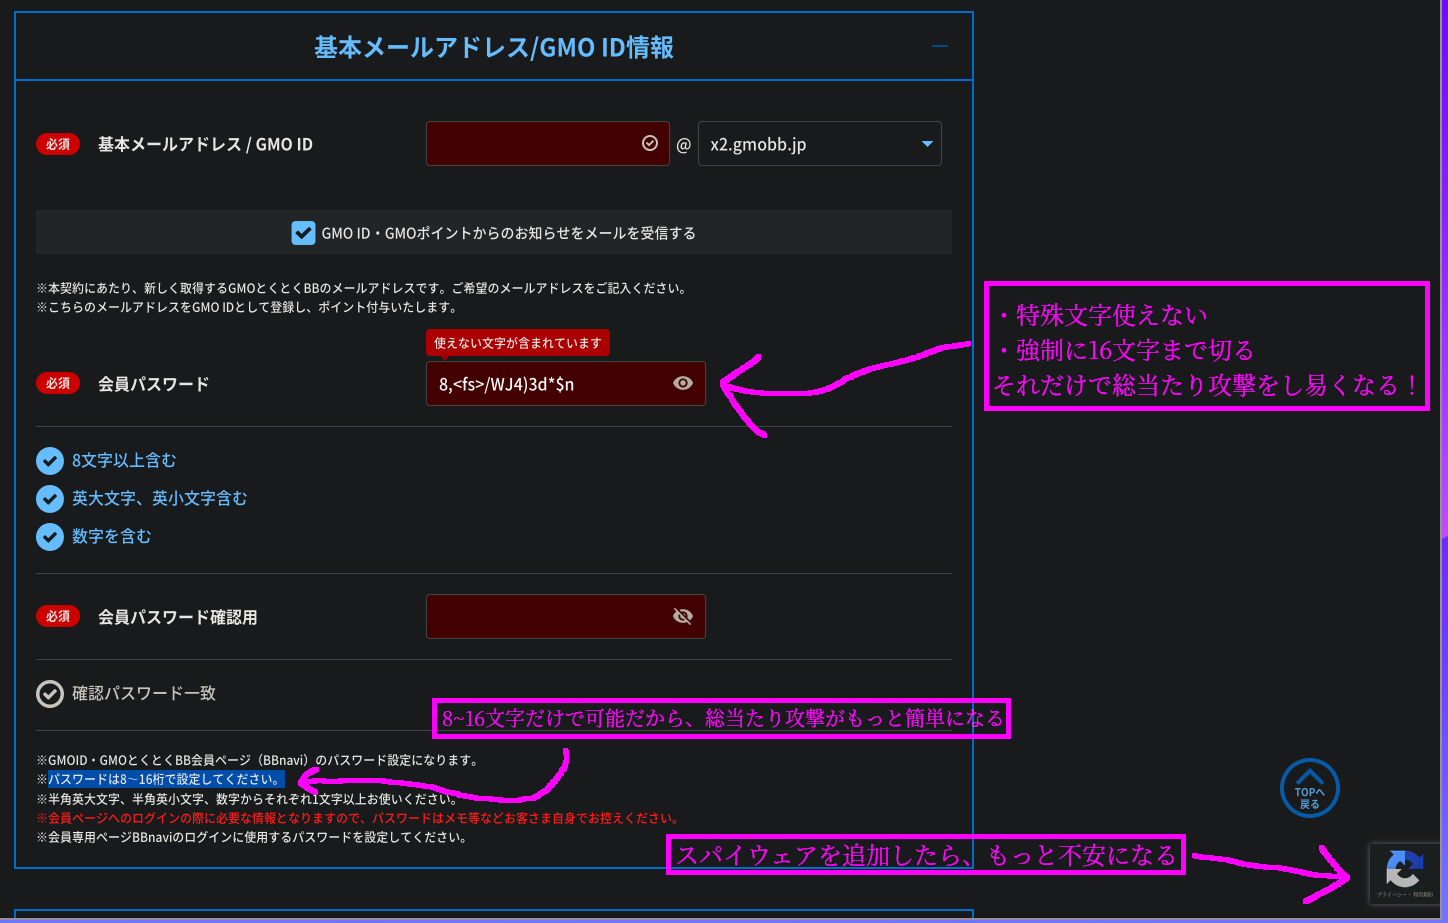 基本メールアドレス/GMO ID情報
必須 基本メールアドレス / GMO ID @ x2.gmobb.jp
GMO ID・GMOポイントからのお知らせをメールを受信する
※本契約にあたり、新しく取得するGMOとくとくBBのメールアドレスです。ご希望のメールアドレスをご記入ください。
※こちらのメールアドレスをGMO IDとして登録し、ポイント付与いたします。
使えない文字が含まれています
必須 会員パスワード 8,<fs>/WJ4)3d*$n
・特殊文字使えない
・強制に16文字まで切る
それだけで総当たり攻撃をし易くなる！
8文字以上含む
英大文字、英小文字含む
数字を含む
必須 会員パスワード確認用
確認パスワード一致
8~16文字だけで可能だから、総当たり攻撃がもっと簡単になる
※GMOID・GMOとくとくBB会員ページ（BBnavi）のパスワード設定になります。
※パスワードは8～16桁で設定してください。
※半角英大文字、半角英小文字、数字からそれぞれ1文字以上お使いください。
※会員ページへのログインの際に必要な情報となりますので、パスワードはメモ等などお客さま自身でお控えください。
※会員専用ページBBnaviのログインに使用するパスワードを設定してください。
TOPへ
戻る
スパイウェアを追加したら、もっと不安になる
プライバシー - 利用規約